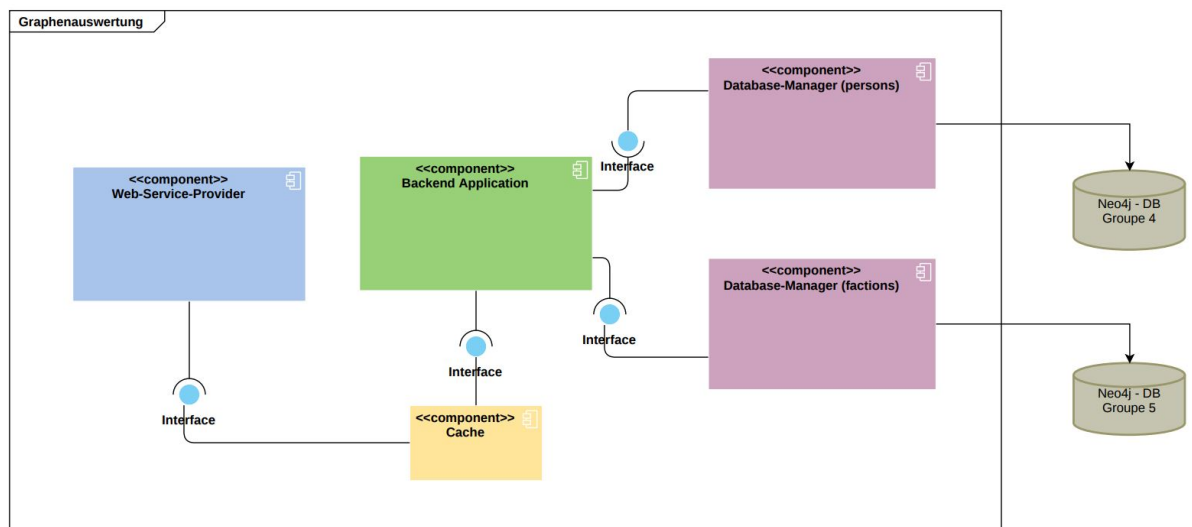 Graphenauswertung
<<component>>
Database-Manager (persons)
Interface
<<component>>
Web-Service-Provider
<<component>>
Backend Application
Neo4j - DB
Groupe 4
<<component>>
Database-Manager (factions)
Interface
Interface
Interface
<<component>>
Cache
Neo4j - DB
Groupe 5